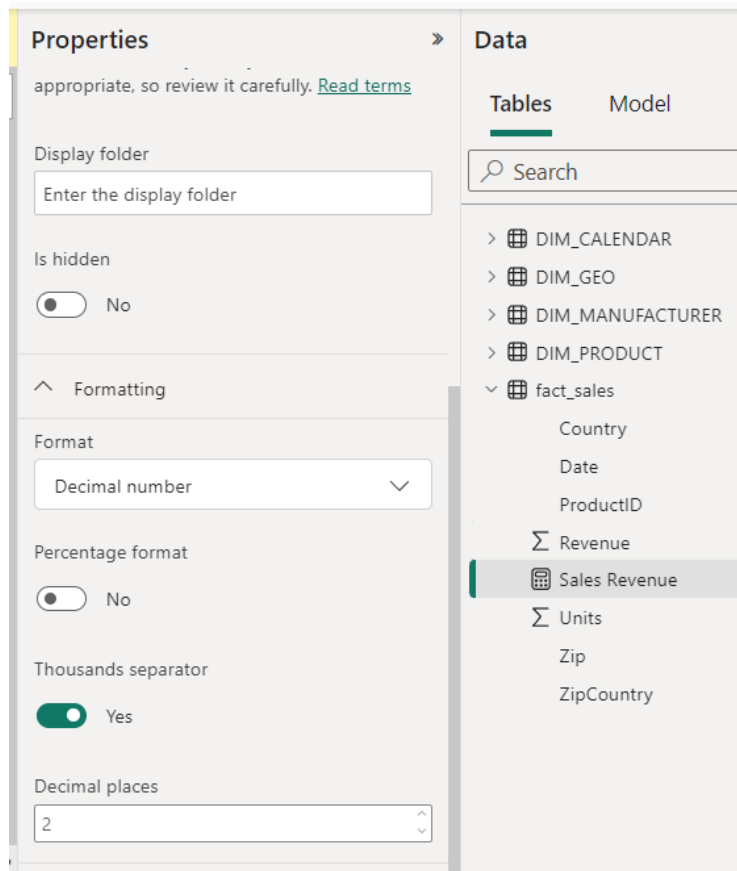 Properties
appropriate, so review it carefully. Read terms
Display folder
Enter the display folder
Is hidden
No
Formatting
Format
Decimal number
Percentage format
No
Thousands separator
Yes
Decimal places
2
Data
Tables Model
Search
DIM_CALENDAR
DIM_GEO
DIM_MANUFACTURER
DIM_PRODUCT
fact_sales
Country
Date
ProductID
Revenue
Sales Revenue
Units
Zip
ZipCountry